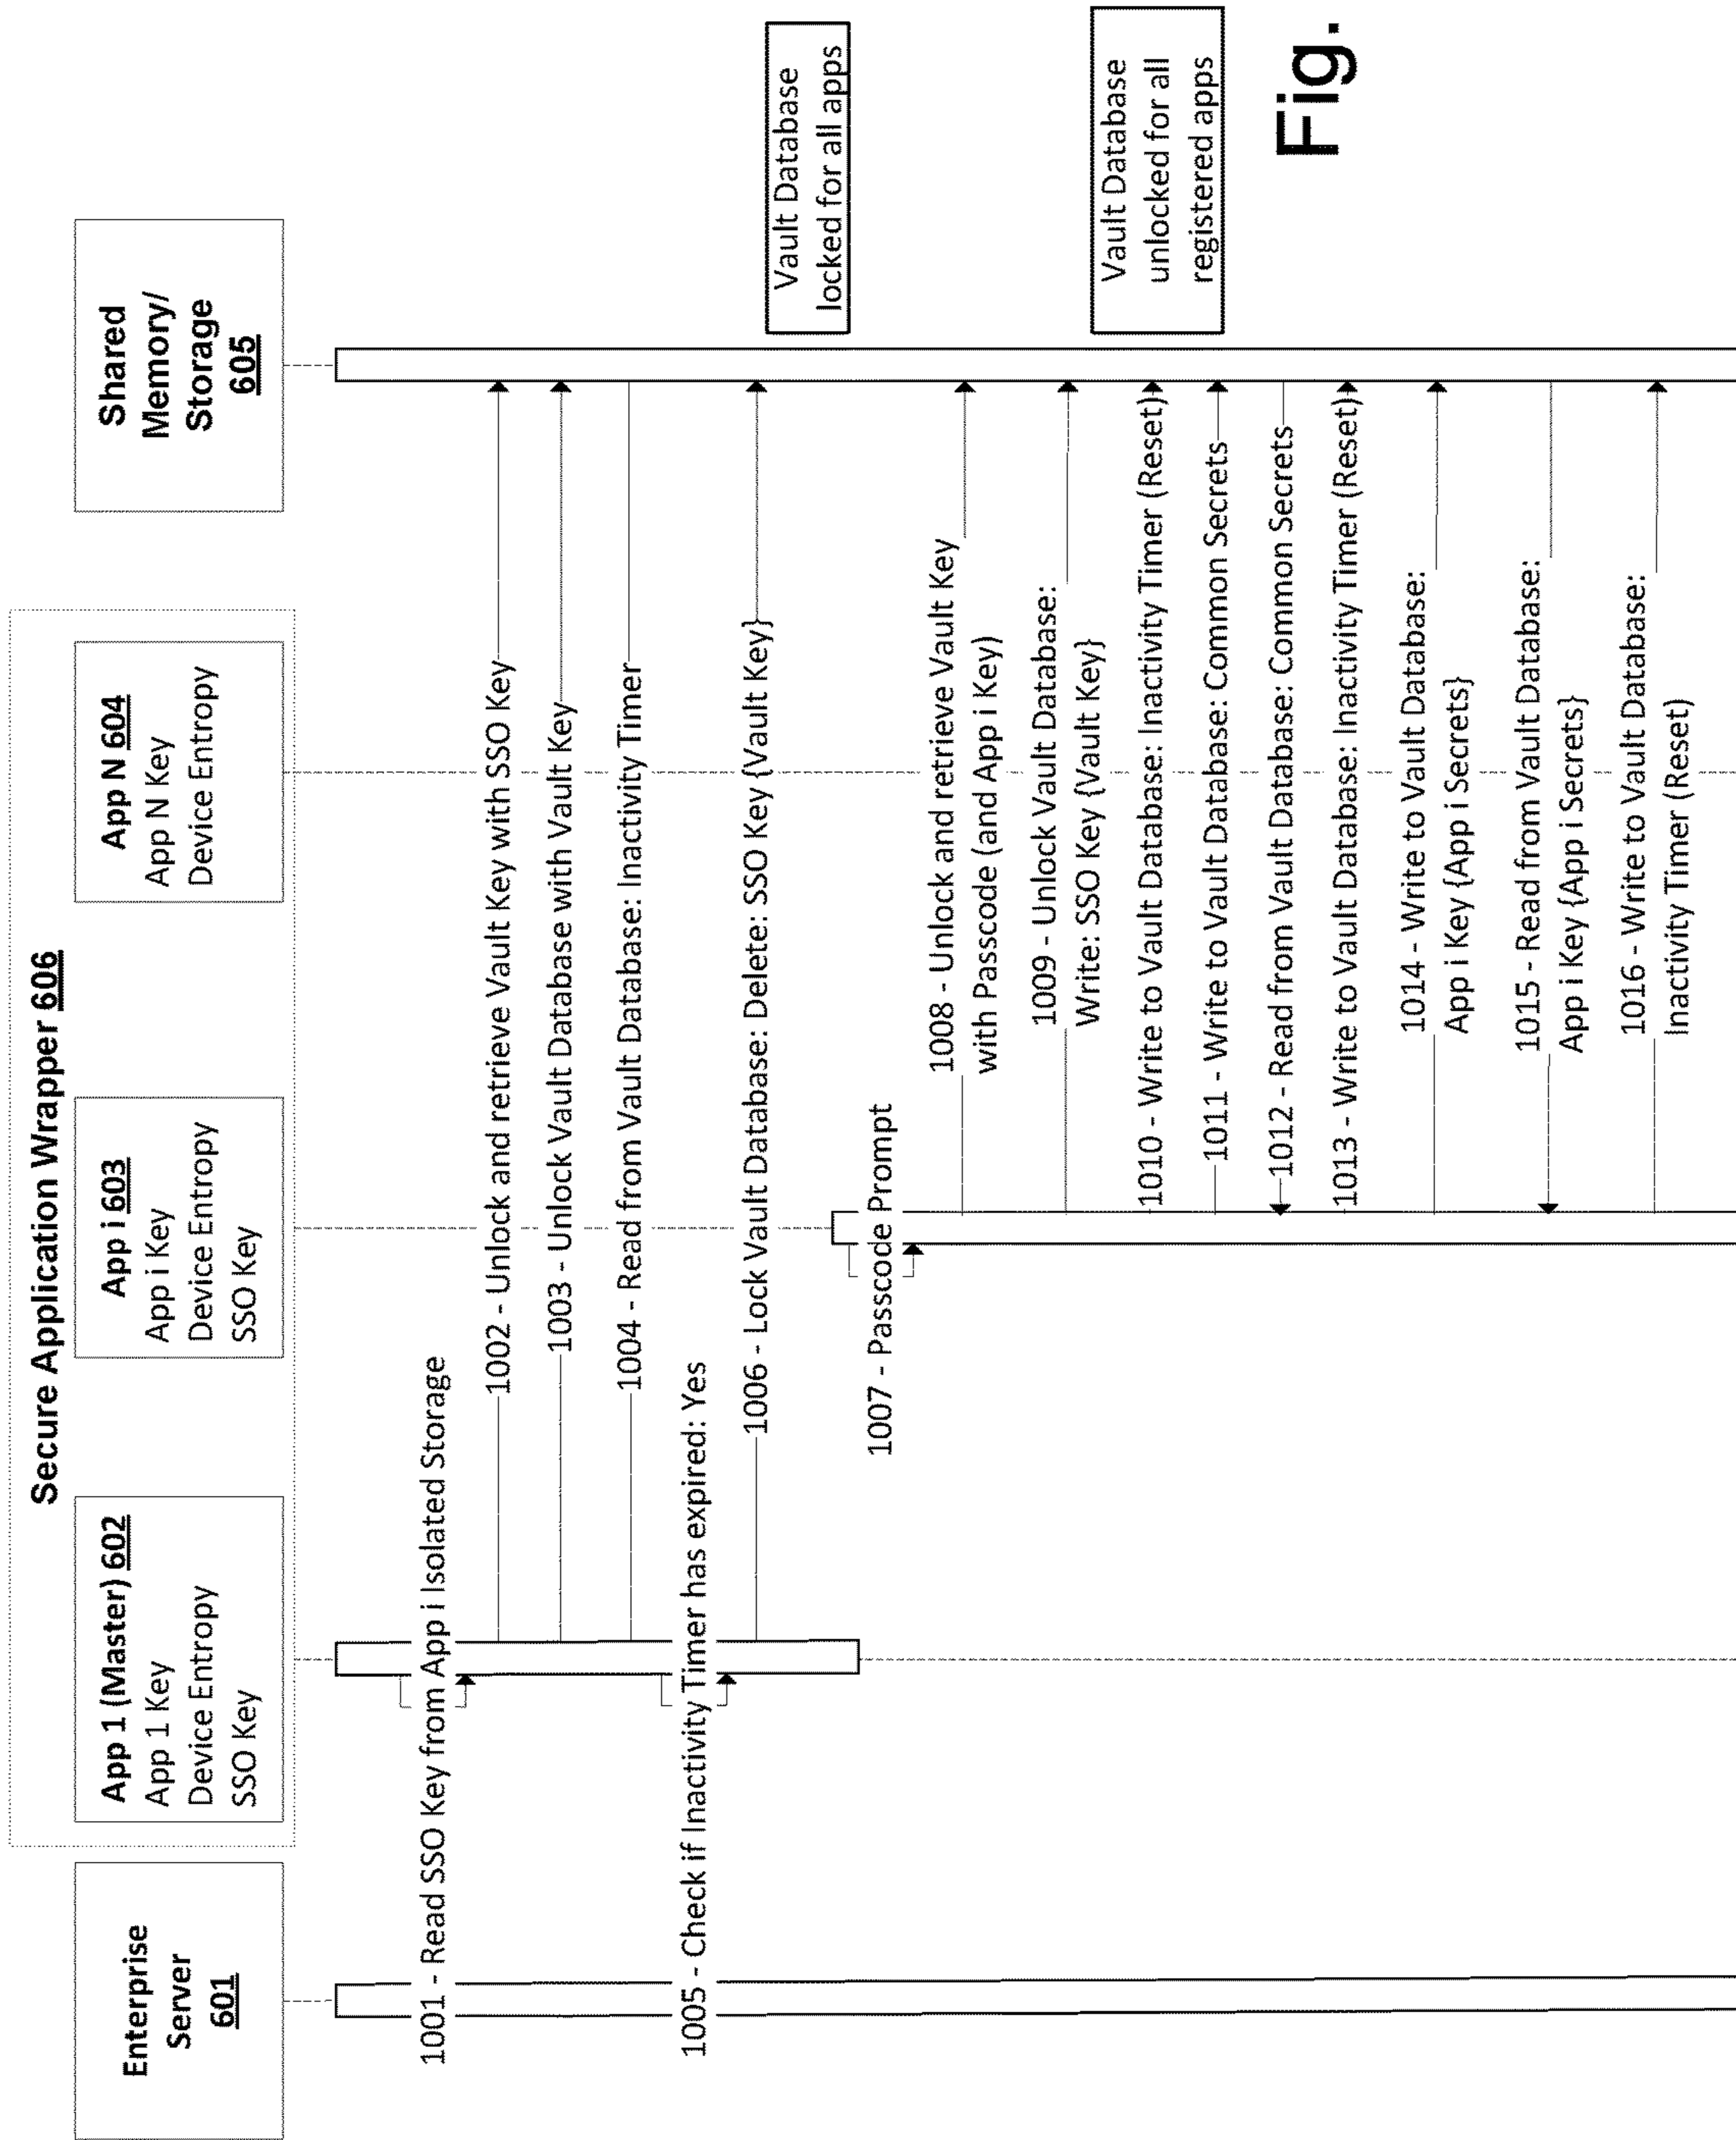 Secure Application Wrapper 606
Enterprise
Server
601
App 1 (Master) 602
App 1 Key
Device Entropy
SSO Key
App i 603
App i Key
Device Entropy
SSO Key
App N 604
App N Key
Device Entropy
Shared
Memory/
Storage
605
1001 - Read SSO Key from App i Isolated Storage
1002 - Unlock and retrieve Vault Key with SSO Key
1003 - Unlock Vault Database with Vault Key
1004 - Read from Vault Database: Inactivity Timer
1005 - Check if Inactivity Timer has expired: Yes
1006 - Lock Vault Database: Delete: SSO Key {Vault Key}
Vault Database
locked for all apps
1007 - Passcode Prompt
1008 - Unlock and retrieve Vault Key
with Passcode (and App i Key)
1009 - Unlock Vault Database:
Write: SSO Key {Vault Key}
Vault Database
unlocked for all
registered apps
1010 - Write to Vault Database: Inactivity Timer (Reset)
1011 - Write to Vault Database: Common Secrets
1012 - Read from Vault Database: Common Secrets
1013 - Write to Vault Database: Inactivity Timer (Reset)
1014 - Write to Vault Database:
App i Key {App i Secrets}
1015 - Read from Vault Database:
App i Key {App i Secrets}
1016 - Write to Vault Database:
Inactivity Timer (Reset)
Fig.